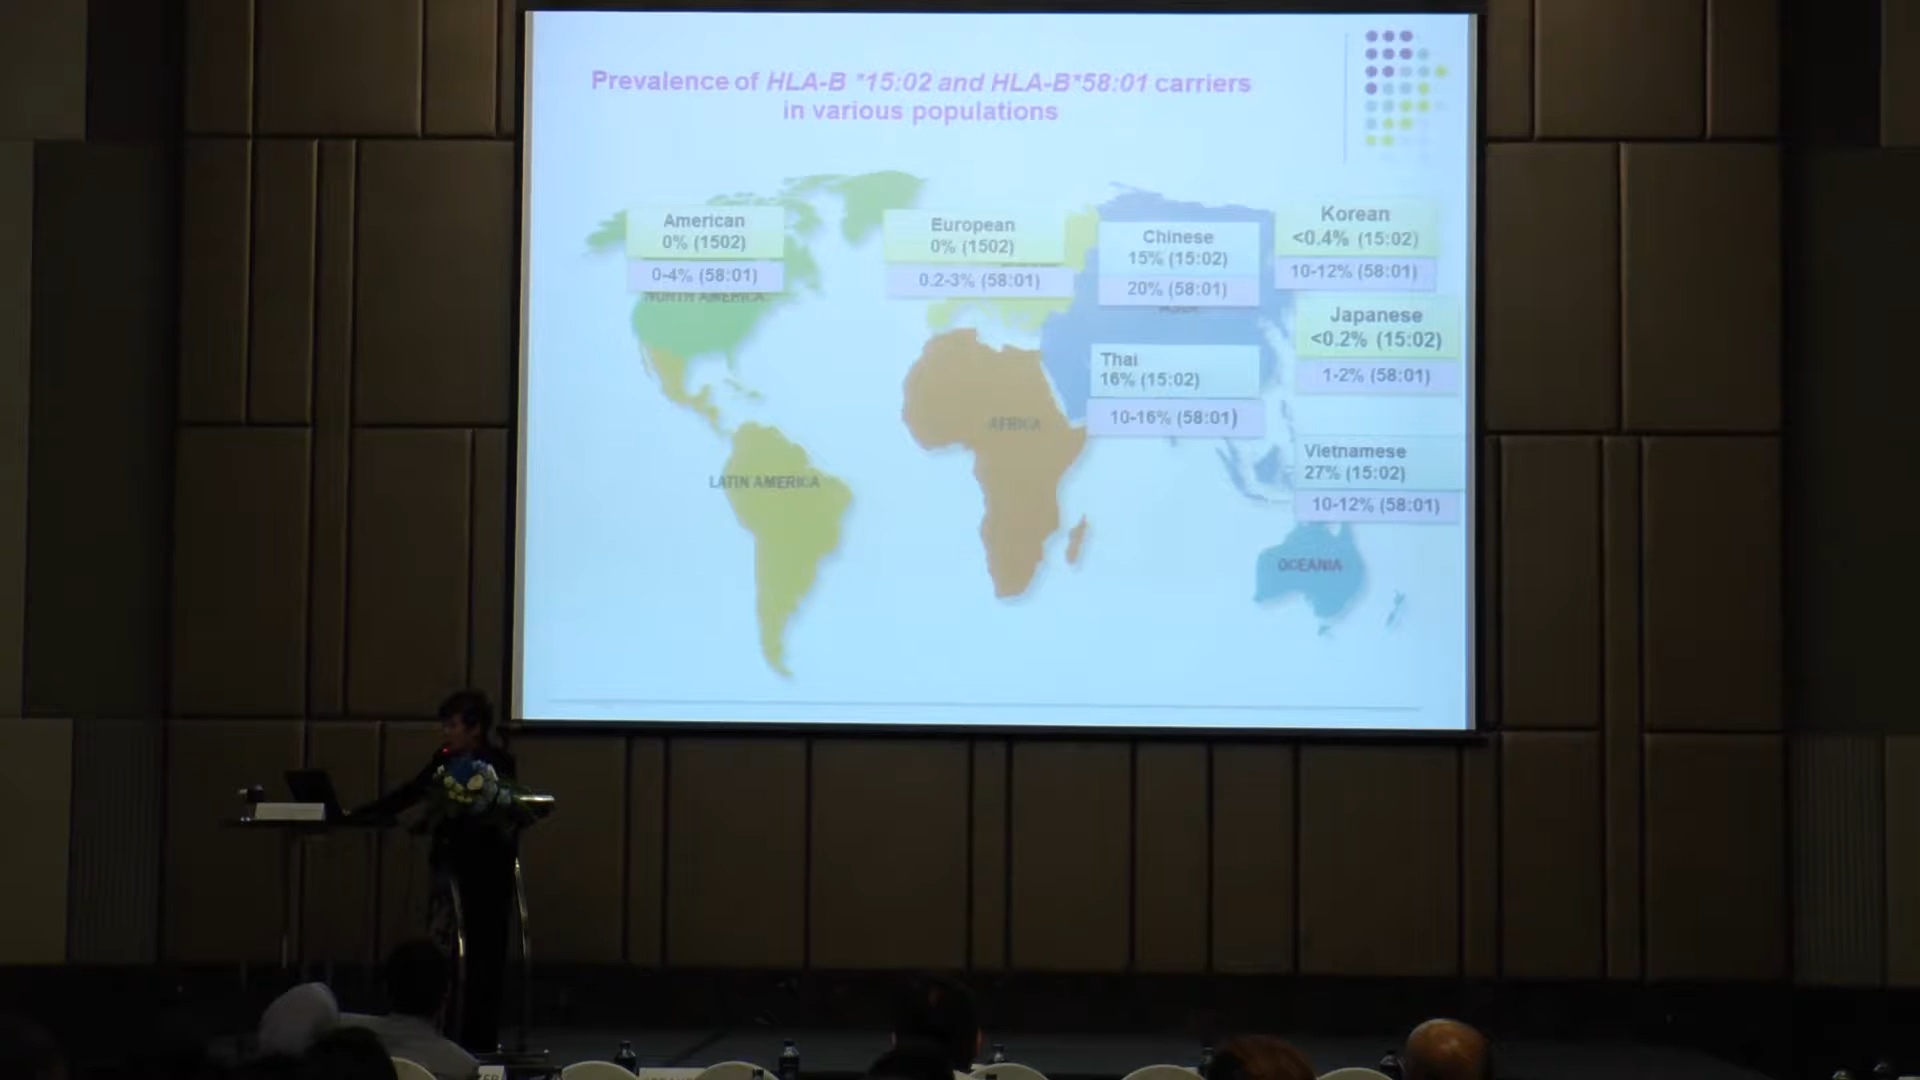 Prevalence of HLA-B *15:02 and HLA-B*58:01 carriers
in various populations
American
0% (1502)
0-4% (58:01)
NORTH AMERICA
European
0% (1502)
0.2-3% (58:01)
Chinese
15% (15:02)
20% (58:01)
Korean
<0.4% (15:02)
10-12% (58:01)
Japanese
<0.2% (15:02)
1-2% (58:01)
Thai
16% (15:02)
10-16% (58:01)
AFRICA
Vietnamese
27% (15:02)
10-12% (58:01)
LATIN AMERICA
OCEANIA